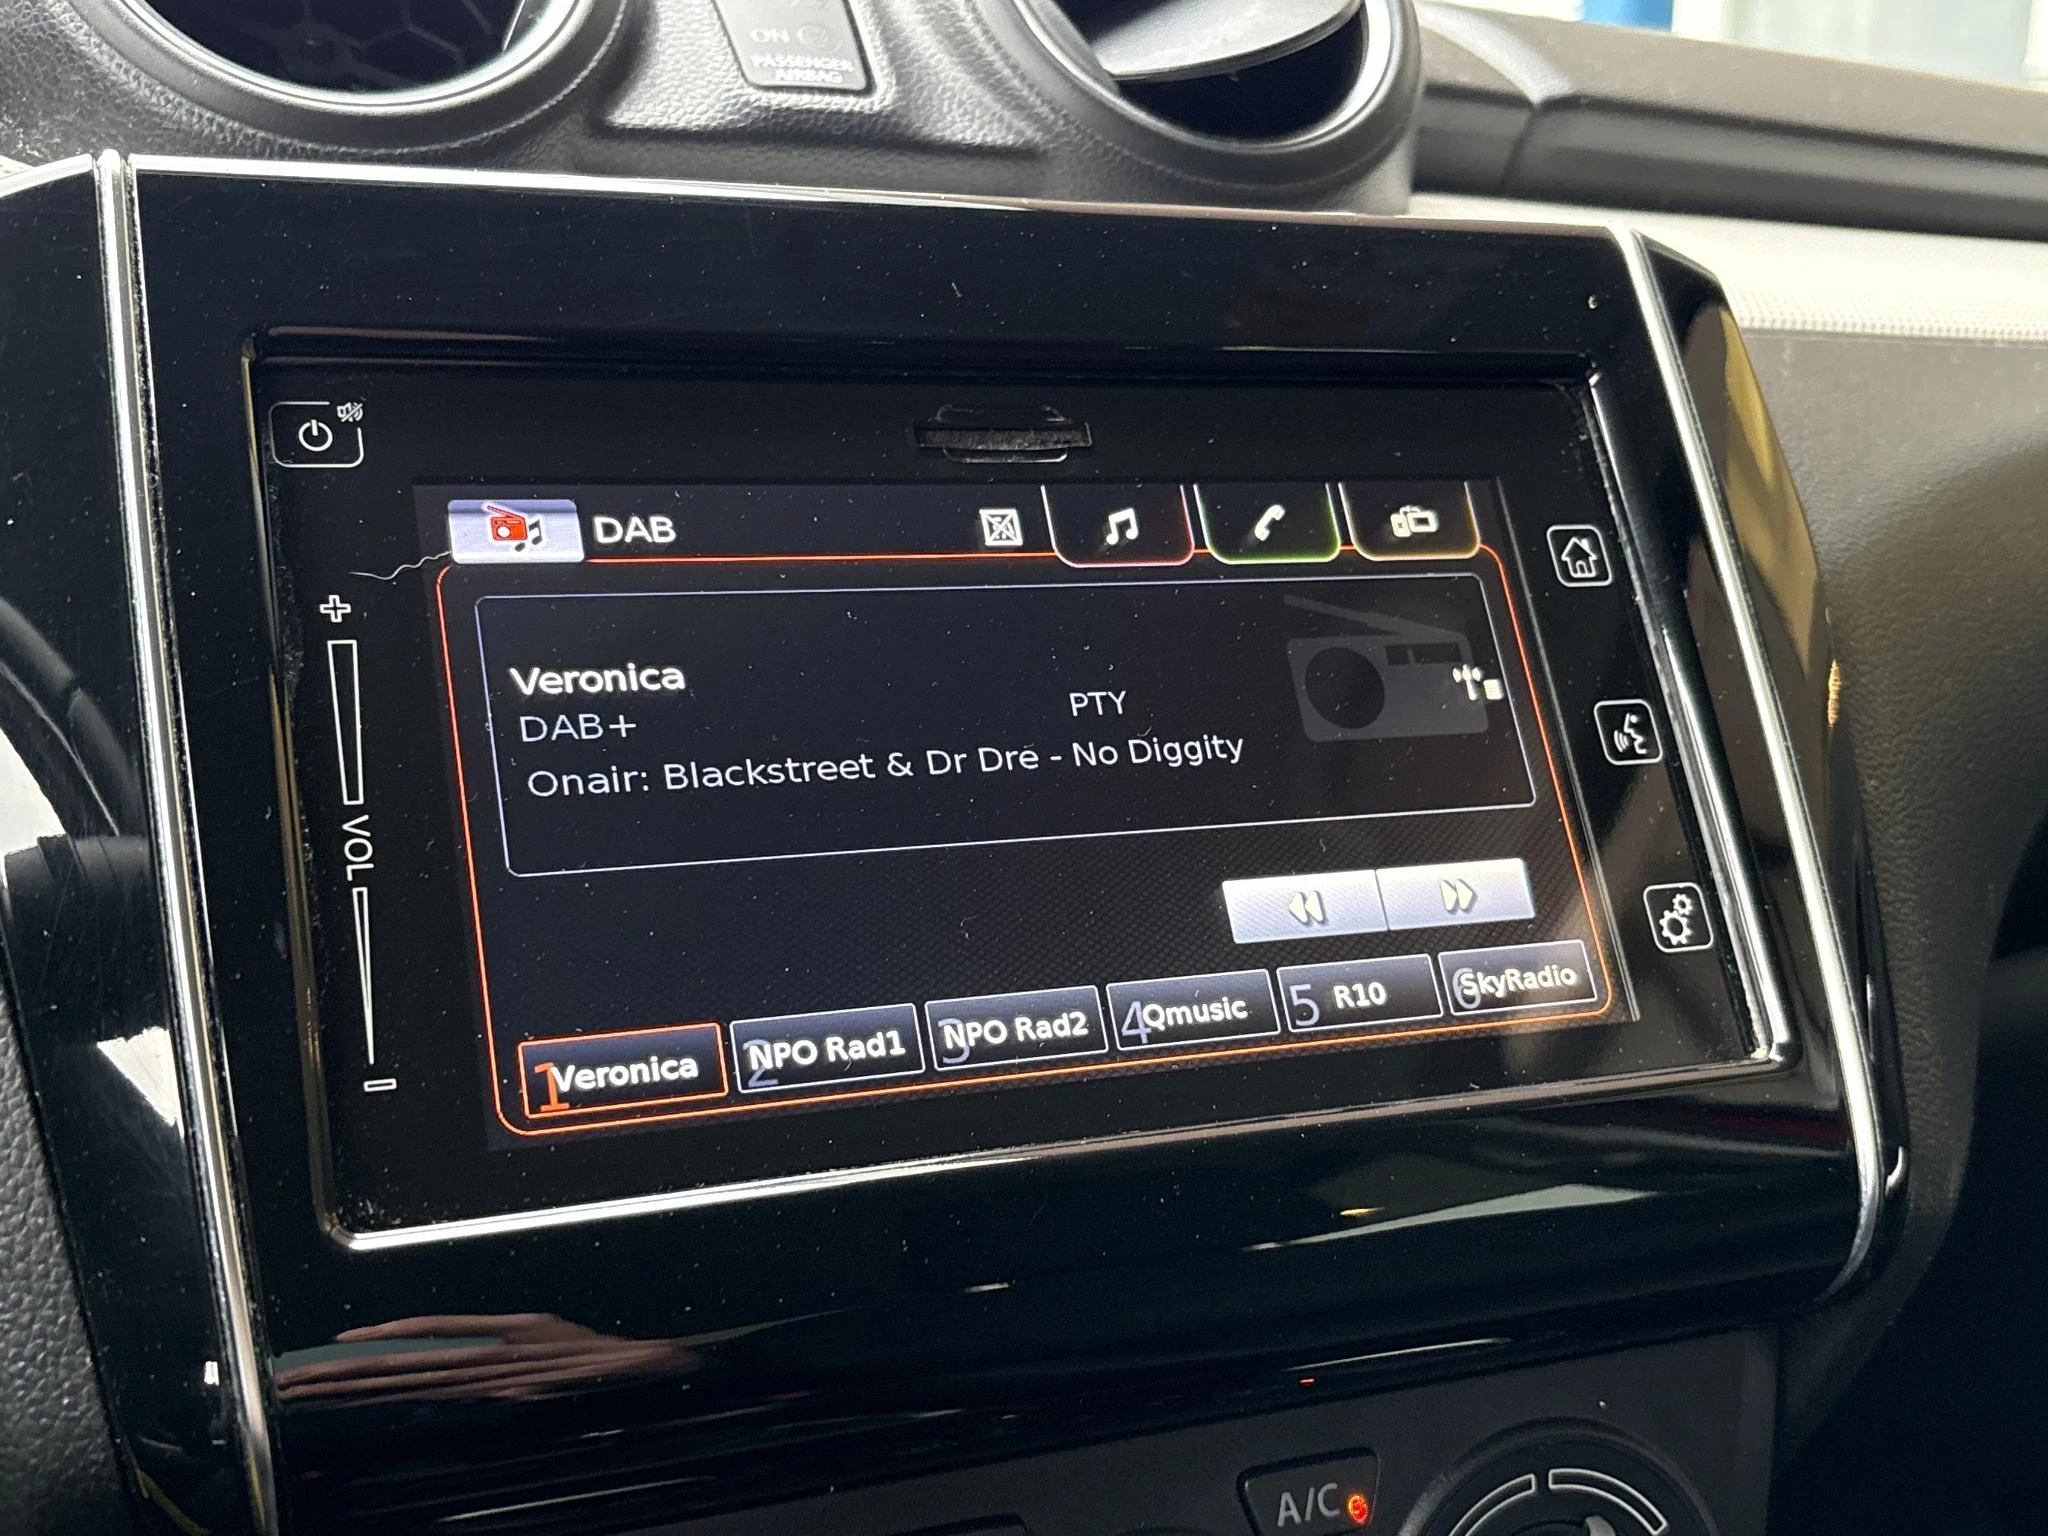 ON
PASSENGER
AIRBAG
DAB
Veronica
DAB+
PTY
Onair: Blackstreet & Dr Dre - No Diggity
VOL
1 Veronica
2 NPO Rad1
3 NPO Rad2
4 Qmusic
5 R10
6 SkyRadio
A/C